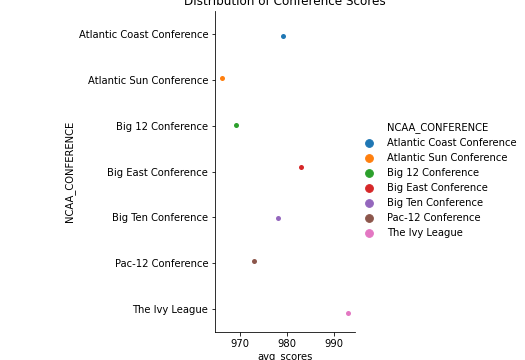 Distribution of Conference Scores
Atlantic Coast Conference
Atlantic Sun Conference
Big 12 Conference
Big East Conference
Big Ten Conference
Pac-12 Conference
The Ivy League
NCAA_CONFERENCE
970 980 990
avg_scores
NCAA_CONFERENCE
Atlantic Coast Conference
Atlantic Sun Conference
Big 12 Conference
Big East Conference
Big Ten Conference
Pac-12 Conference
The Ivy League